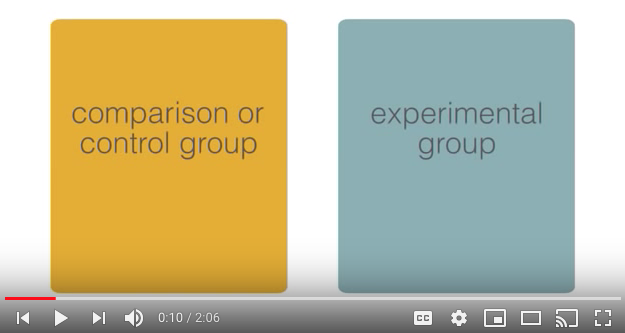 comparison or
control group
experimental
group
0:10 / 2:06
CC